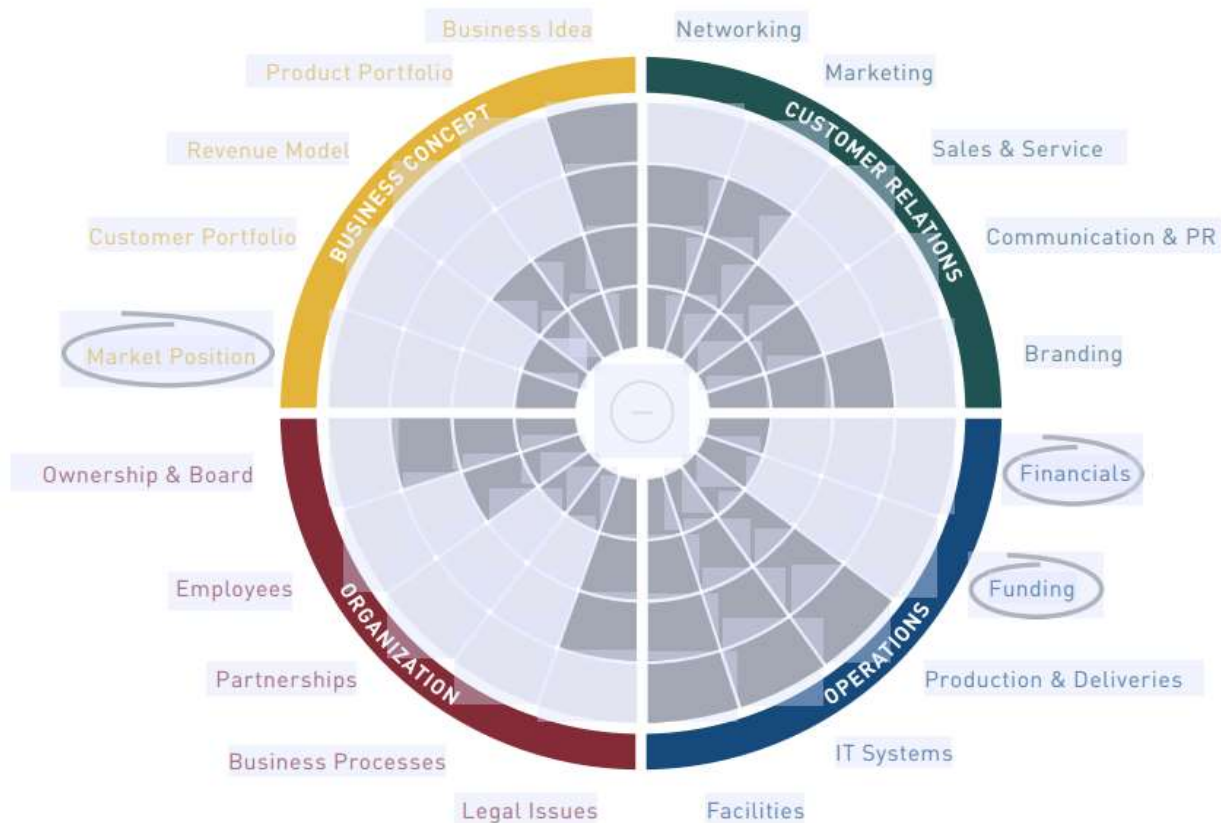 Business Idea
Networking
Product Portfolio
Marketing
BUSINESS CONCEPT
CUSTOMER RELATIONS
Revenue Model
Sales & Service
Customer Portfolio
Communication & PR
Market Position
Branding
Ownership & Board
Financials
Employees
Funding
ORGANIZATION
OPERATIONS
Partnerships
Production & Deliveries
Business Processes
IT Systems
Legal Issues
Facilities